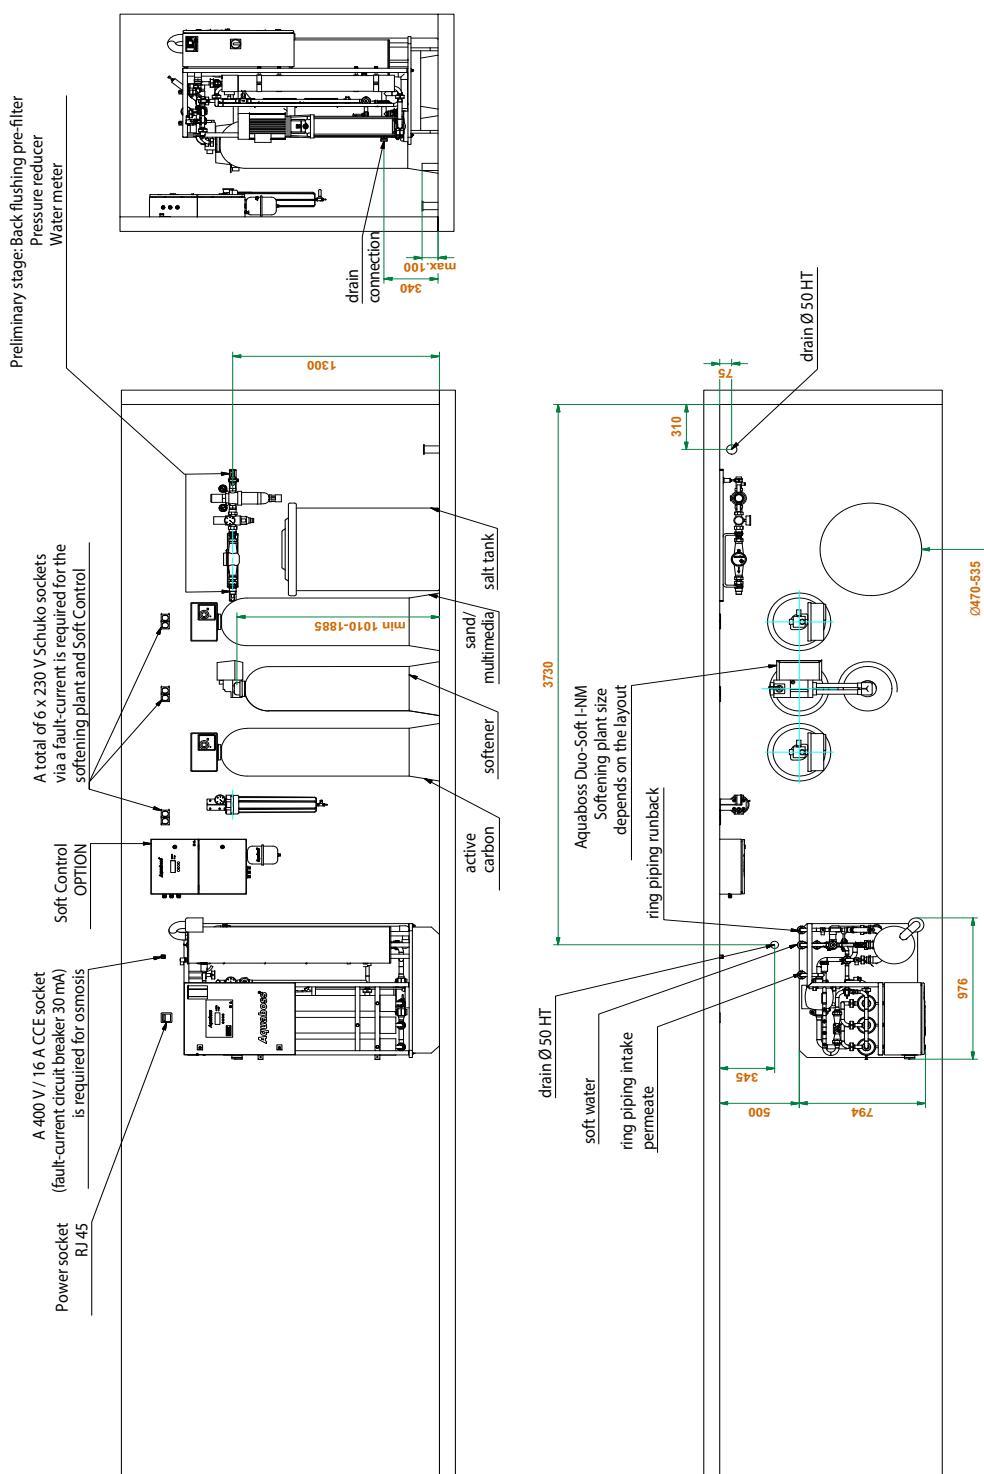 Preliminary stage: Back flushing pre-filter
Pressure reducer
Water meter
A total of 6 x 230 V Schuko sockets
via a fault-current is required for the
softening plant and Soft Control
Soft Control
OPTION
A 400 V / 16 A CCE socket
(fault-current circuit breaker 30 mA)
is required for osmosis
Power socket
RJ 45
drain
connection
340
max.100
1300
min 1010-1885
salt tank
sand/
multimedia
softener
active
carbon
Aquaboss
Aquaboss®
drain Ø 50 HT
75
310
3730
Ø470-535
Aquaboss Duo-Soft I-NM
Softening plant size
depends on the layout
ring piping runback
drain Ø 50 HT
soft water
ring piping intake
permeate
345
500
794
976